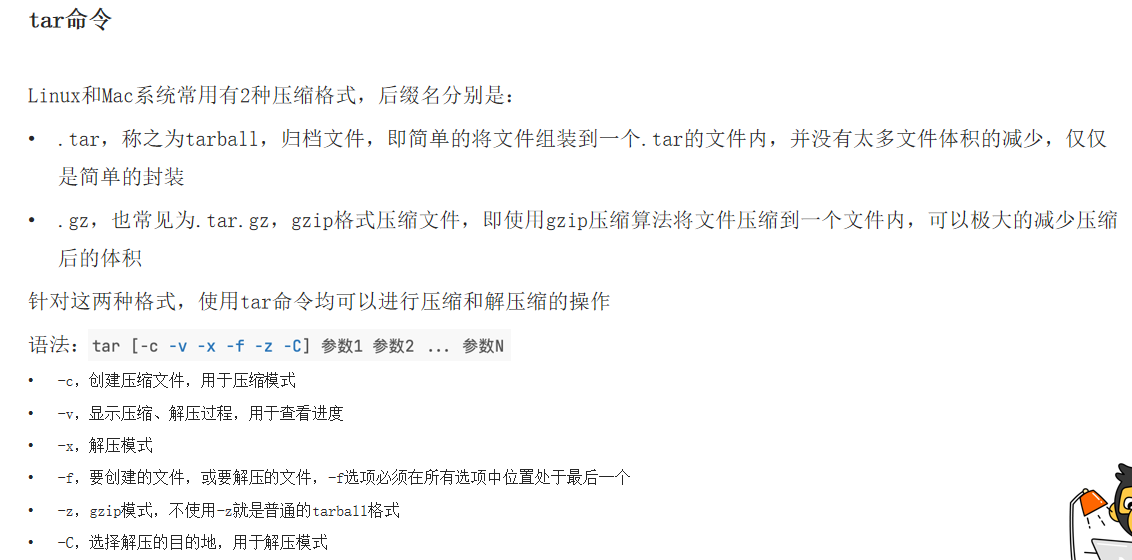 tar命令
Linux和Mac系统常用有2种压缩格式，后缀名分别是：
• .tar，称之为tarball，归档文件，即简单的将文件组装到一个.tar的文件内，并没有太多文件体积的减少，仅仅
是简单的封装
• .gz，也常见为.tar.gz，gzip格式压缩文件，即使用gzip压缩算法将文件压缩到一个文件内，可以极大的减少压缩
后的体积
针对这两种格式，使用tar命令均可以进行压缩和解压缩的操作
语法：tar [-c -v -x -f -z -C] 参数1 参数2 ... 参数N
• -c，创建压缩文件，用于压缩模式
• -v，显示压缩、解压过程，用于查看进度
• -x，解压模式
• -f，要创建的文件，或要解压的文件，-f选项必须在所有选项中位置处于最后一个
• -z，gzip模式，不使用-z就是普通的tarball格式
• -C，选择解压的目的地，用于解压模式